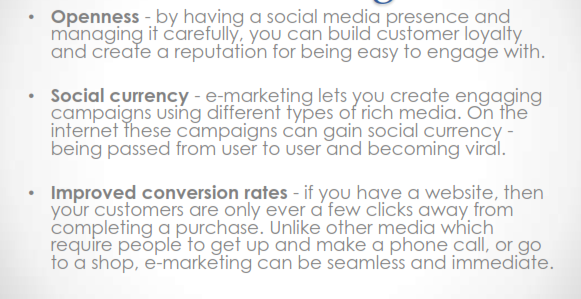 • Openness - by having a social media presence and
managing it carefully, you can build customer loyalty
and create a reputation for being easy to engage with.
• Social currency - e-marketing lets you create engaging
campaigns using different types of rich media. On the
internet these campaigns can gain social currency -
being passed from user to user and becoming viral.
• Improved conversion rates - if you have a website, then
your customers are only ever a few clicks away from
completing a purchase. Unlike other media which
require people to get up and make a phone call, or go
to a shop, e-marketing can be seamless and immediate.